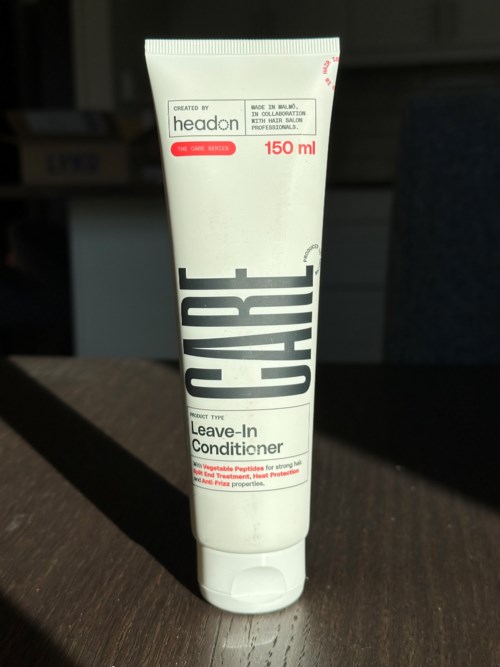 CREATED BY
headon
MADE IN MALMÖ,
IN COLLABORATION
WITH HAIR SALON
PROFESSIONALS.
THE CARE SERIES
150 ml
CARE
PRODUCT TYPE
Leave-In
Conditioner
With Vegetable Peptides for strong hair.
Split End Treatment, Heat Protection
and Anti-Frizz properties.